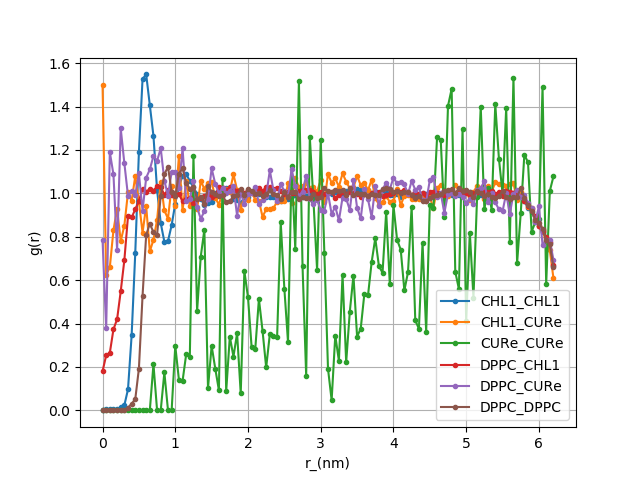 1.6
1.4
1.2
1.0
0.8
0.6
0.4
0.2
0.0
g(r)
0
1
2
3
4
5
6
r_(nm)
CHL1_CHL1
CHL1_CURe
CURe_CURe
DPPC_CHL1
DPPC_CURe
DPPC_DPPC